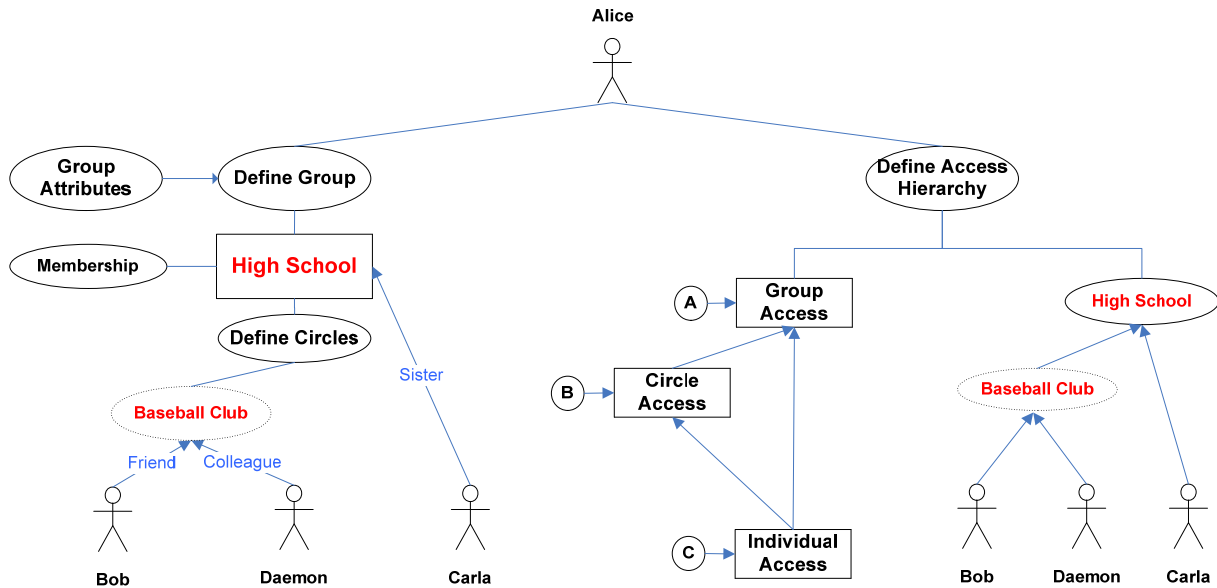 Alice
Group
Attributes
Define Group
Define Access
Hierarchy
Membership
High School
Group
Access
A
High School
Define Circles
Sister
Circle
Access
B
Baseball Club
Baseball Club
Friend
Colleague
Individual
Access
C
Bob
Daemon
Carla
Bob
Daemon
Carla